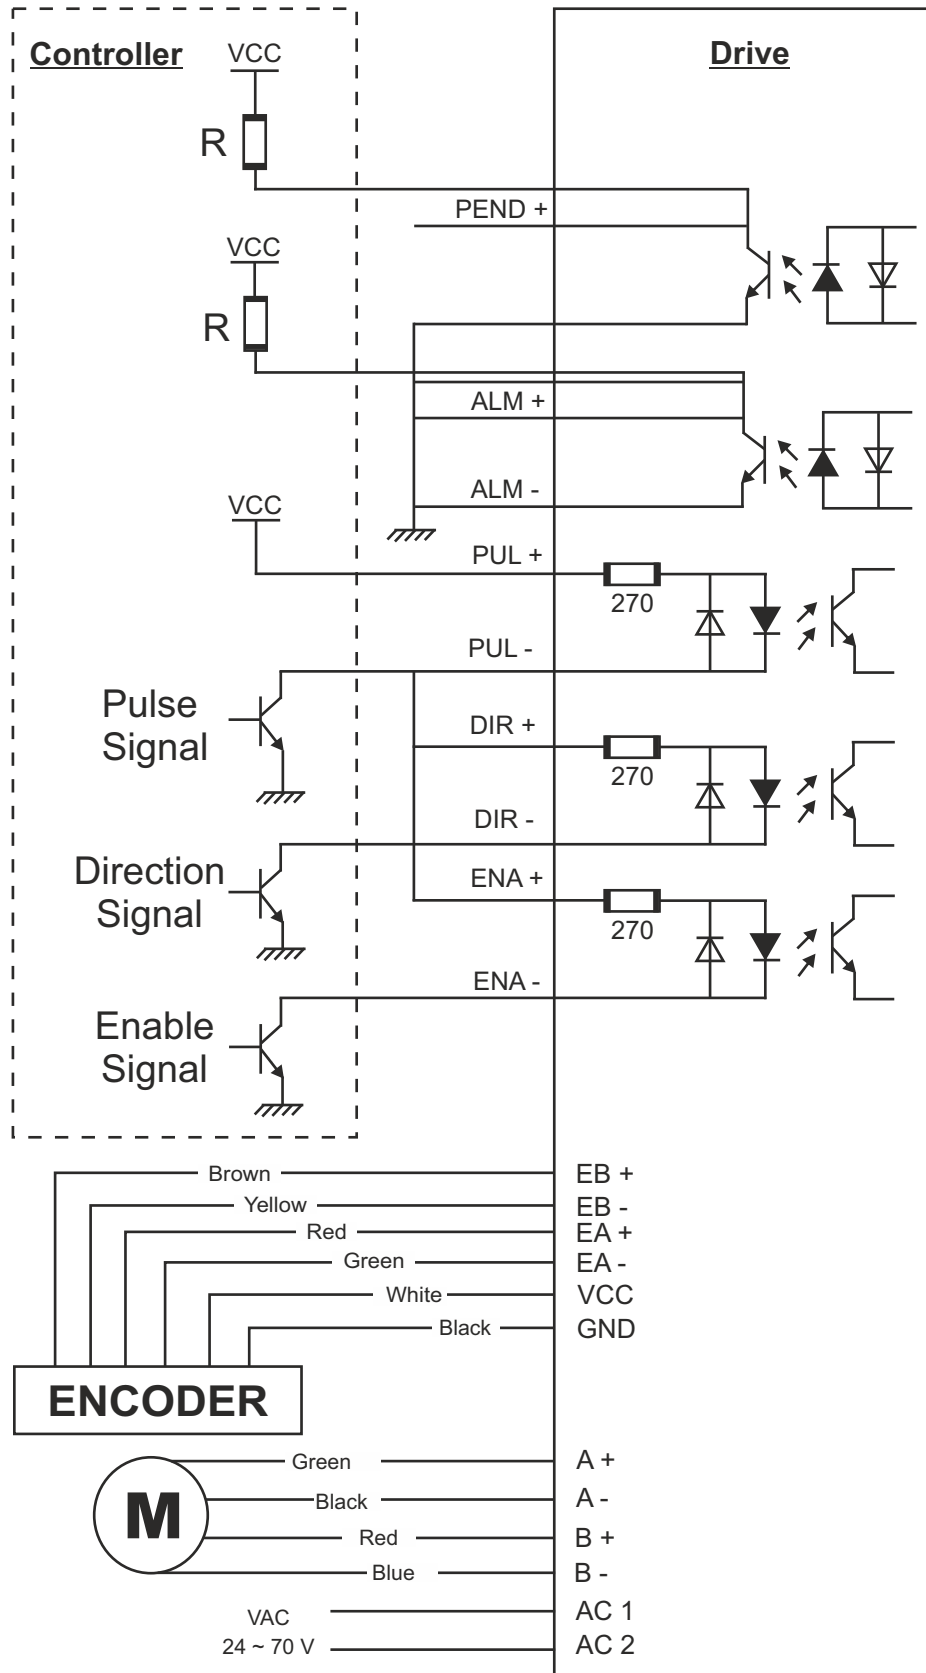 Controller
Drive
VCC
R
PEND +
VCC
R
ALM +
ALM -
VCC
PUL +
270
PUL -
Pulse
Signal
DIR +
270
DIR -
Direction
Signal
ENA +
270
ENA -
Enable
Signal
Brown
EB +
Yellow
EB -
Red
EA +
Green
EA -
White
VCC
Black
GND
ENCODER
Green
A +
M
Black
A -
Red
B +
Blue
B -
VAC
24 ~ 70 V
AC 1
AC 2